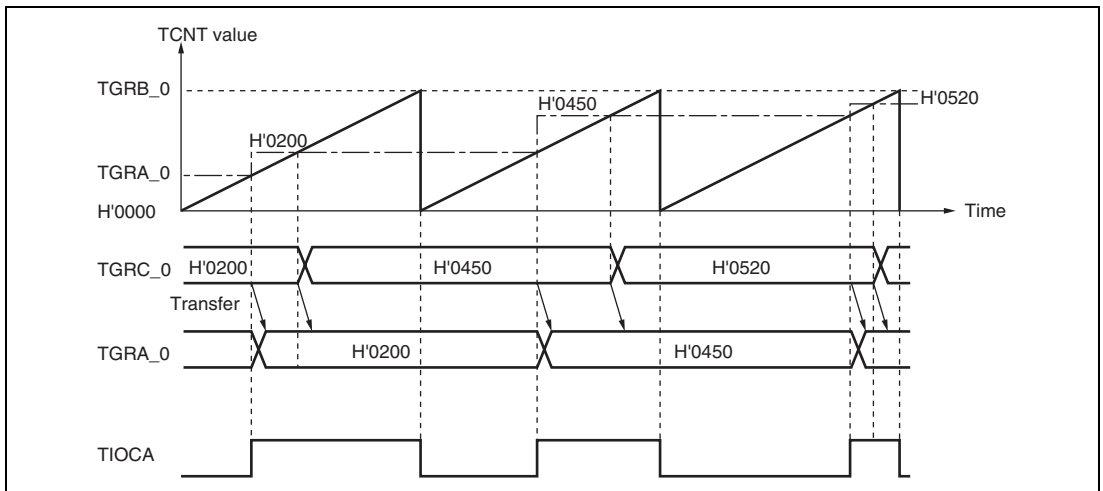 TCNT value
TGRB_0
H'0520
H'0450
H'0200
TGRA_0
H'0000
Time
TGRC_0
H'0200
H'0450
H'0520
Transfer
TGRA_0
H'0200
H'0450
TIOCA